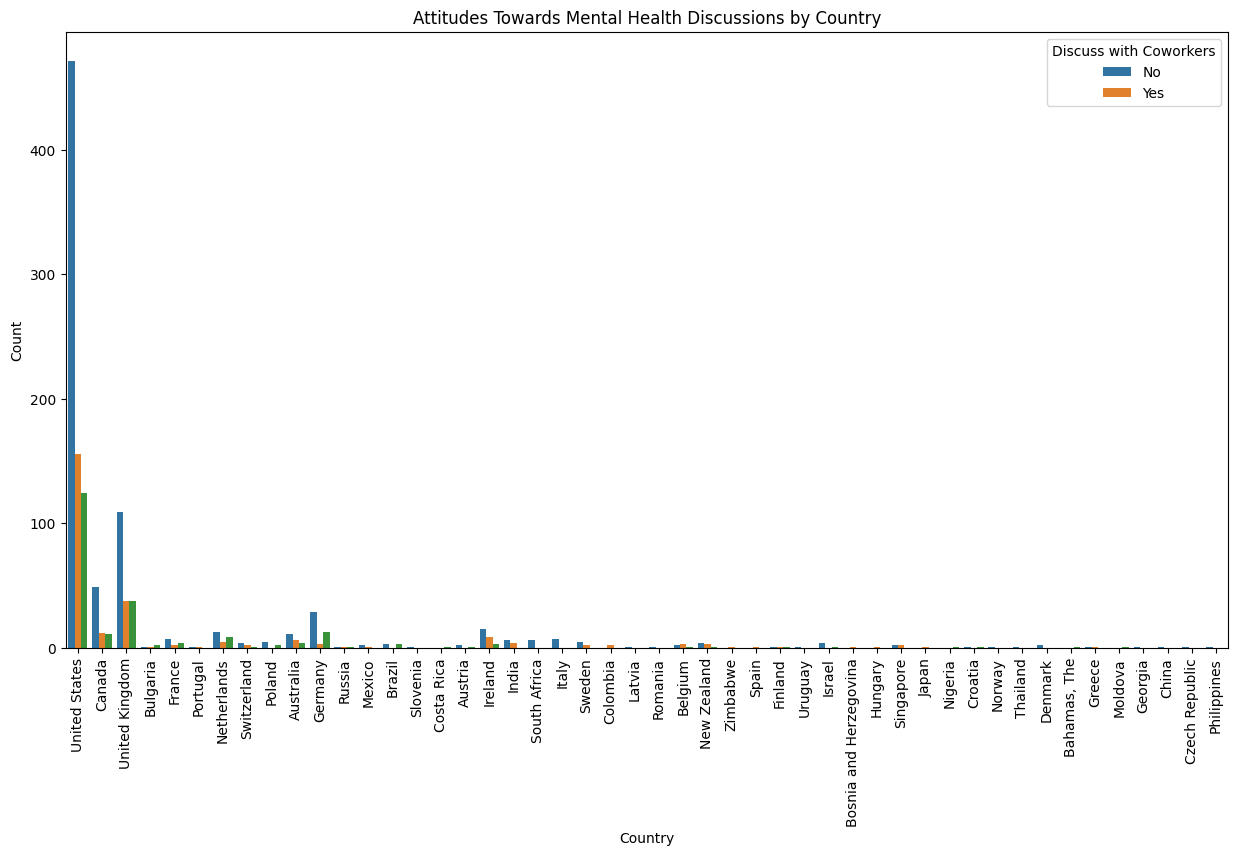 Attitudes Towards Mental Health Discussions by Country
Discuss with Coworkers
No
Yes
Count
400
300
200
100
0
United States
Canada
United Kingdom
Bulgaria
France
Portugal
Netherlands
Switzerland
Poland
Australia
Germany
Russia
Mexico
Brazil
Slovenia
Costa Rica
Austria
Ireland
India
South Africa
Italy
Sweden
Colombia
Latvia
Romania
Belgium
New Zealand
Zimbabwe
Spain
Finland
Uruguay
Israel
Bosnia and Herzegovina
Hungary
Singapore
Japan
Nigeria
Croatia
Norway
Thailand
Denmark
Bahamas, The
Greece
Moldova
Georgia
China
Czech Republic
Philippines
Country